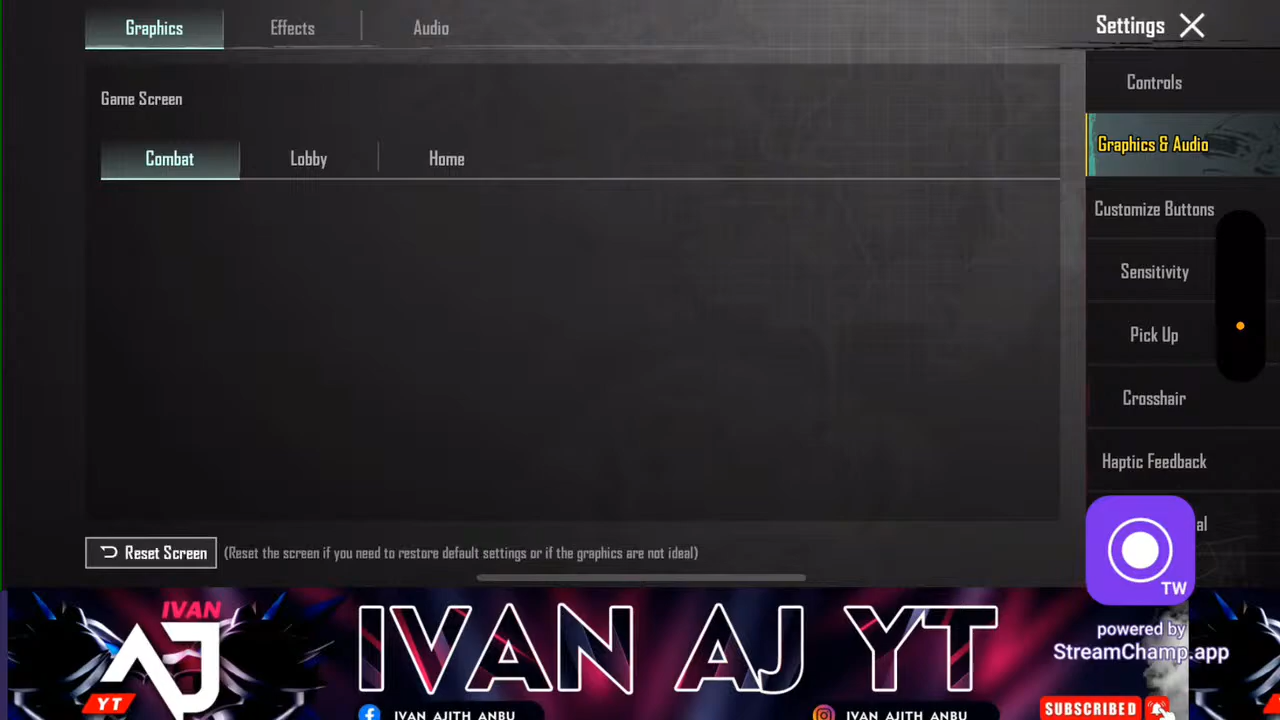 Graphics
Effects
Audio
Settings
Game Screen
Combat
Lobby
Home
Controls
Graphics & Audio
Customize Buttons
Sensitivity
Pick Up
Crosshair
Haptic Feedback
al
Reset Screen
(Reset the screen if you need to restore default settings or if the graphics are not ideal)
TW
powered by
StreamChamp.app
IVAN
AJ
YT
IVAN AJ YT
IVAN AJITH ANBU
IVAN AJITH ANBU
SUBSCRIBED